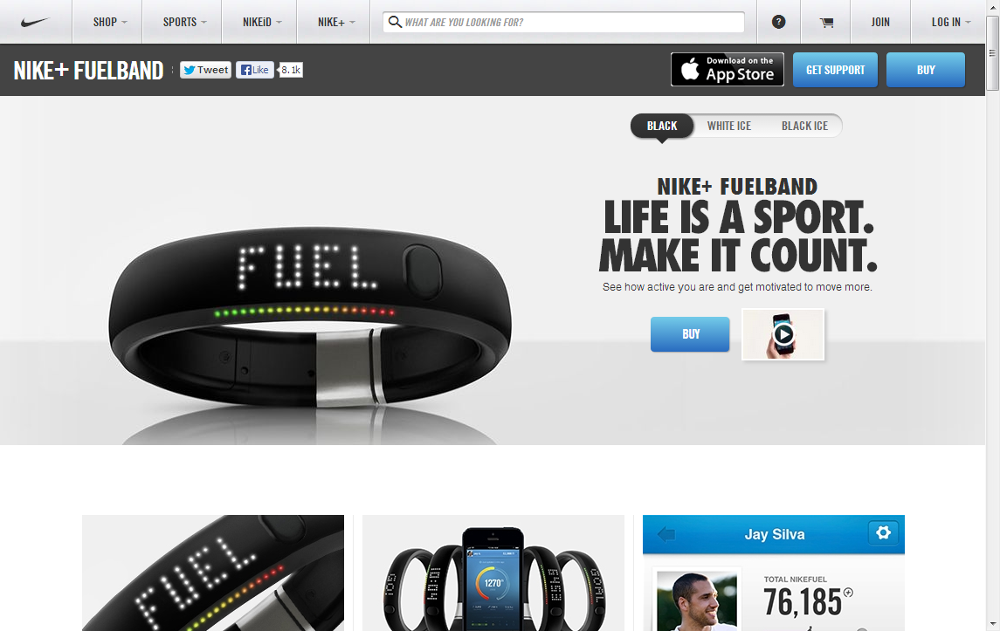 SHOP
SPORTS
NIKEiD
NIKE+
WHAT ARE YOU LOOKING FOR?
?
JOIN
LOG IN
NIKE+ FUELBAND
Tweet
Like
8.1k
Download on the
App Store
GET SUPPORT
BUY
BLACK
WHITE ICE
BLACK ICE
NIKE+ FUELBAND
LIFE IS A SPORT.
MAKE IT COUNT.
See how active you are and get motivated to move more.
BUY
FUEL
FUEL
1270
GOAL
Jay Silva
TOTAL NIKEFUEL
76,185